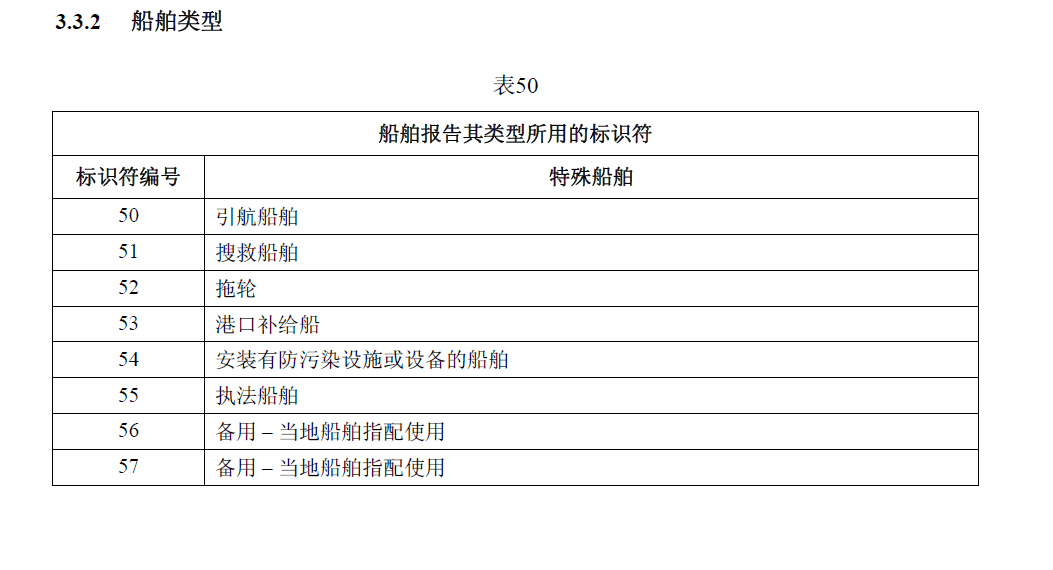 3.3.2 船舶类型
表50
船舶报告其类型所用的标识符
标识符编号 特殊船舶
50 引航船舶
51 搜救船舶
52 拖轮
53 港口补给船
54 安装有防污染设施或设备的船舶
55 执法船舶
56 备用 – 当地船舶指配使用
57 备用 – 当地船舶指配使用